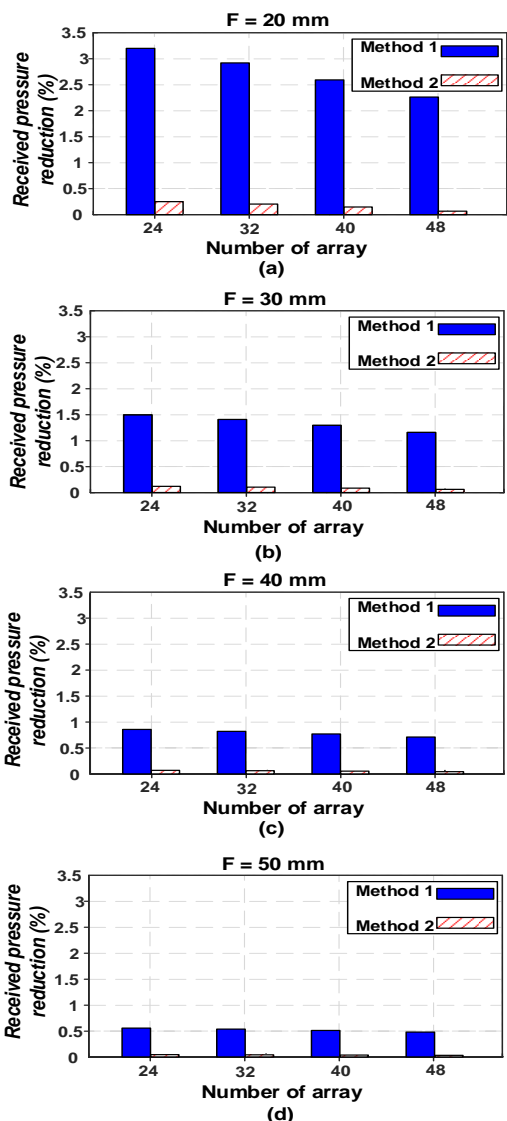 F = 20 mm
Received pressure
reduction (%)
3.5
3
2.5
2
1.5
1
0.5
0
Method 1
Method 2
24 32 40 48
Number of array
(a)
F = 30 mm
Received pressure
reduction (%)
3.5
3
2.5
2
1.5
1
0.5
0
Method 1
Method 2
24 32 40 48
Number of array
(b)
F = 40 mm
Received pressure
reduction (%)
3.5
3
2.5
2
1.5
1
0.5
0
Method 1
Method 2
24 32 40 48
Number of array
(c)
F = 50 mm
Received pressure
reduction (%)
3.5
3
2.5
2
1.5
1
0.5
0
Method 1
Method 2
24 32 40 48
Number of array
(d)